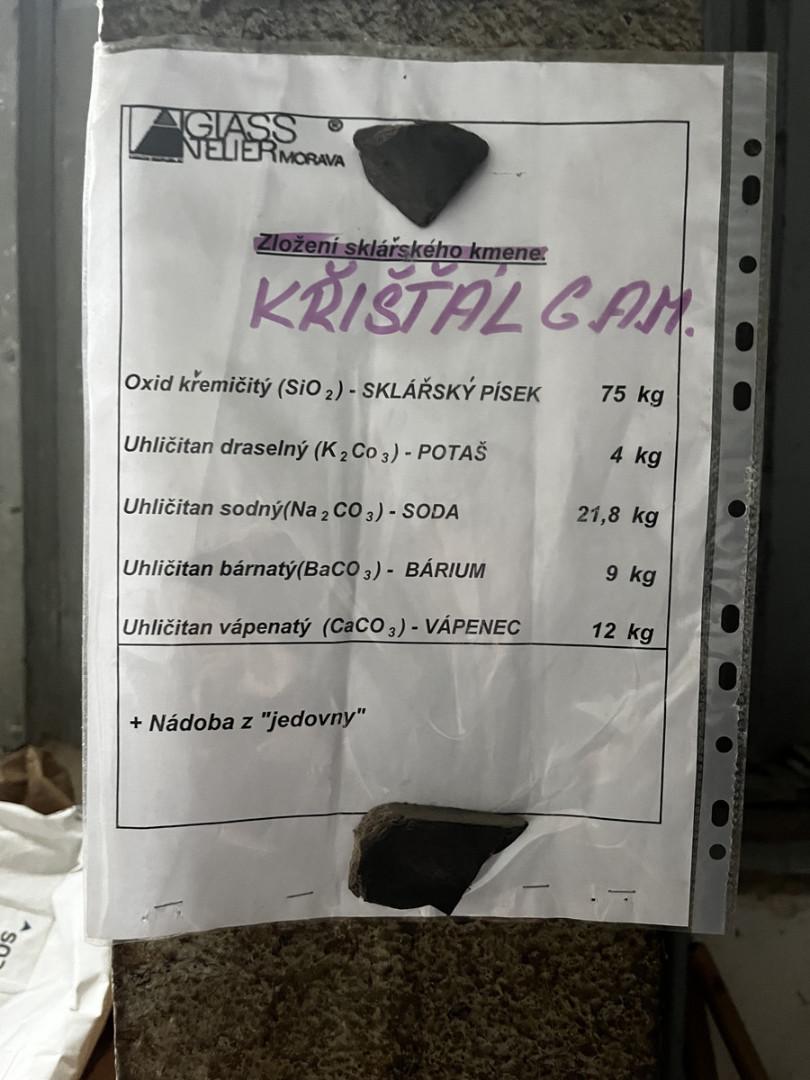 GLASS ®
ATELIER MORAVA
Zložení sklářského kmene:
KŘIŠŤÁL G A.M.
Oxid křemičitý (SiO₂) - SKLÁŘSKÝ PÍSEK 75 kg
Uhličitan draselný (K₂Co₃) - POTAŠ 4 kg
Uhličitan sodný(Na₂CO₃) - SODA 21,8 kg
Uhličitan bárnatý(BaCO₃) - BÁRIUM 9 kg
Uhličitan vápenatý (CaCO₃) - VÁPENEC 12 kg
+ Nádoba z "jedovny"